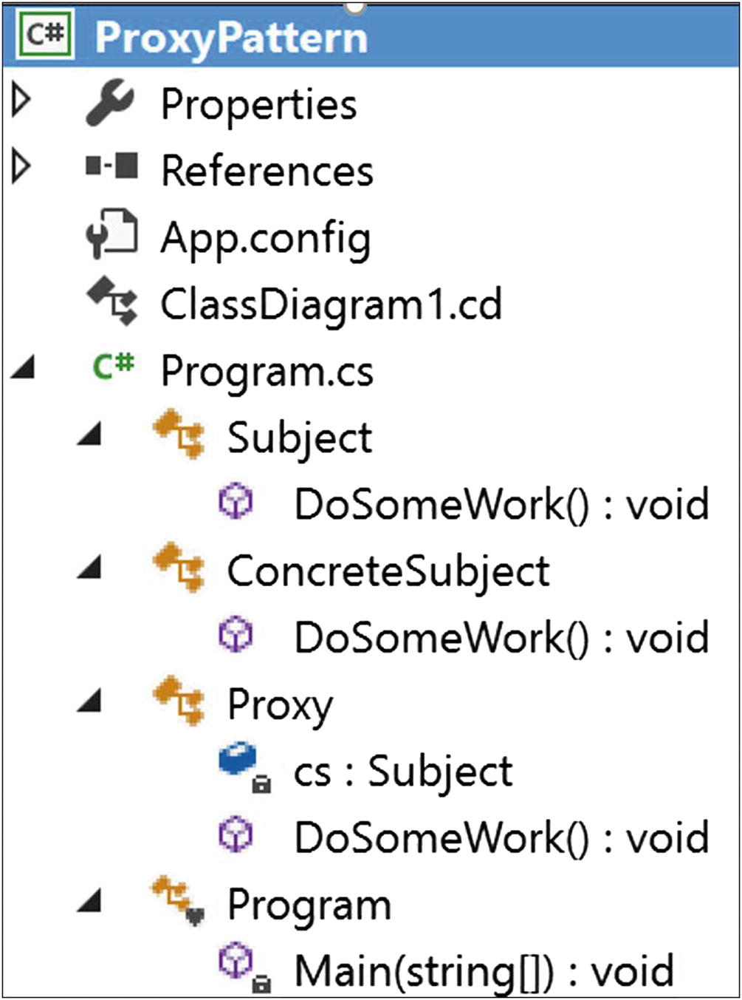 C# ProxyPattern
Properties
References
App.config
ClassDiagram1.cd
C# Program.cs
Subject
DoSomeWork() : void
ConcreteSubject
DoSomeWork() : void
Proxy
cs : Subject
DoSomeWork() : void
Program
Main(string[]) : void